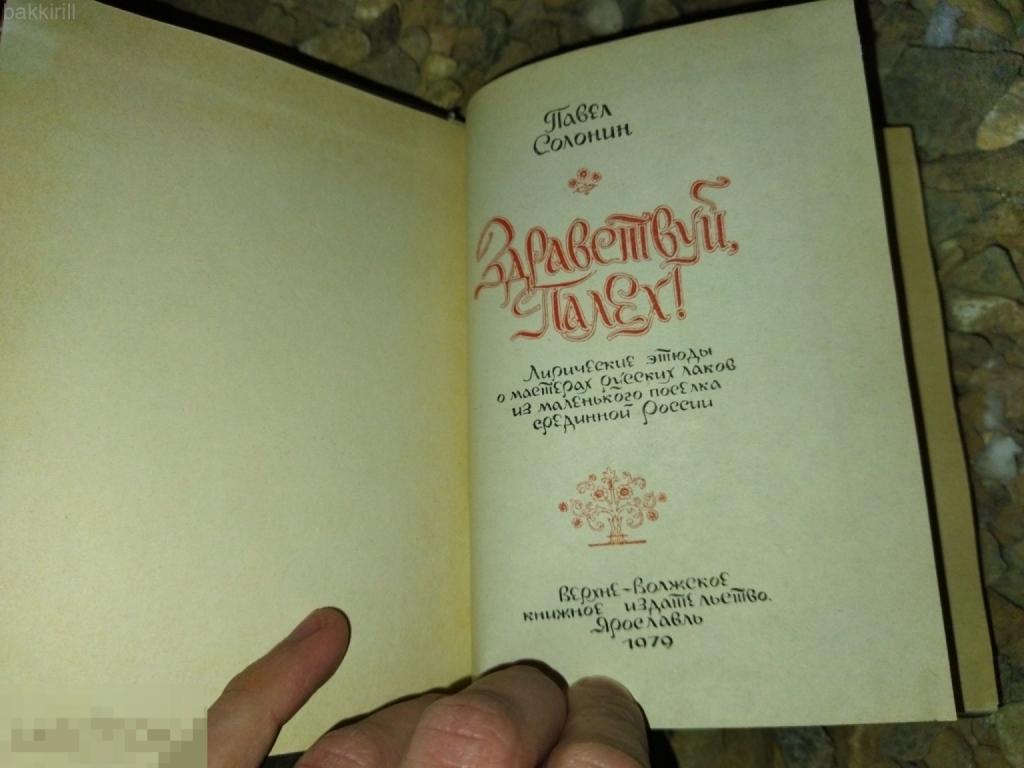 pakkirill
Павел
Солонин
Здравствуй,
Палех!
Лирические этюды
о мастерах русских лаков
из маленького поселка
срединной России
Верхне-Волжское
книжное издательство.
Ярославль
1979